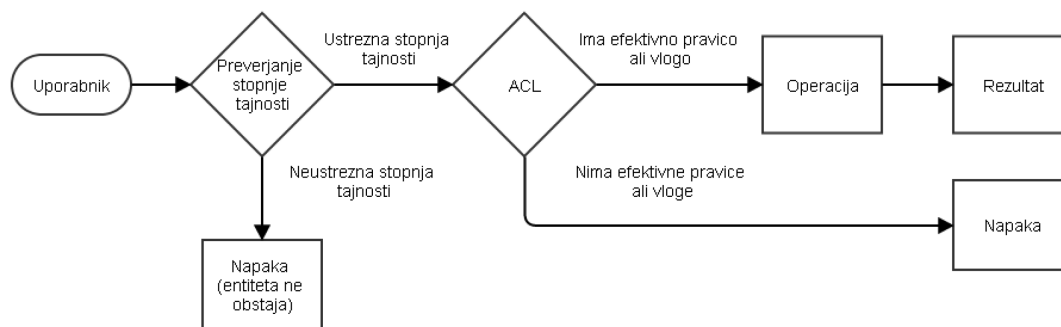 Uporabnik
Preverjanje
stopnje
tajnosti
Ustrezna stopnja
tajnosti
ACL
Ima efektivno pravico
ali vlogo
Operacija
Rezultat
Neustrezna stopnja
tajnosti
Nima efektivne pravice
ali vloge
Napaka
Napaka
(entiteta ne
obstaja)